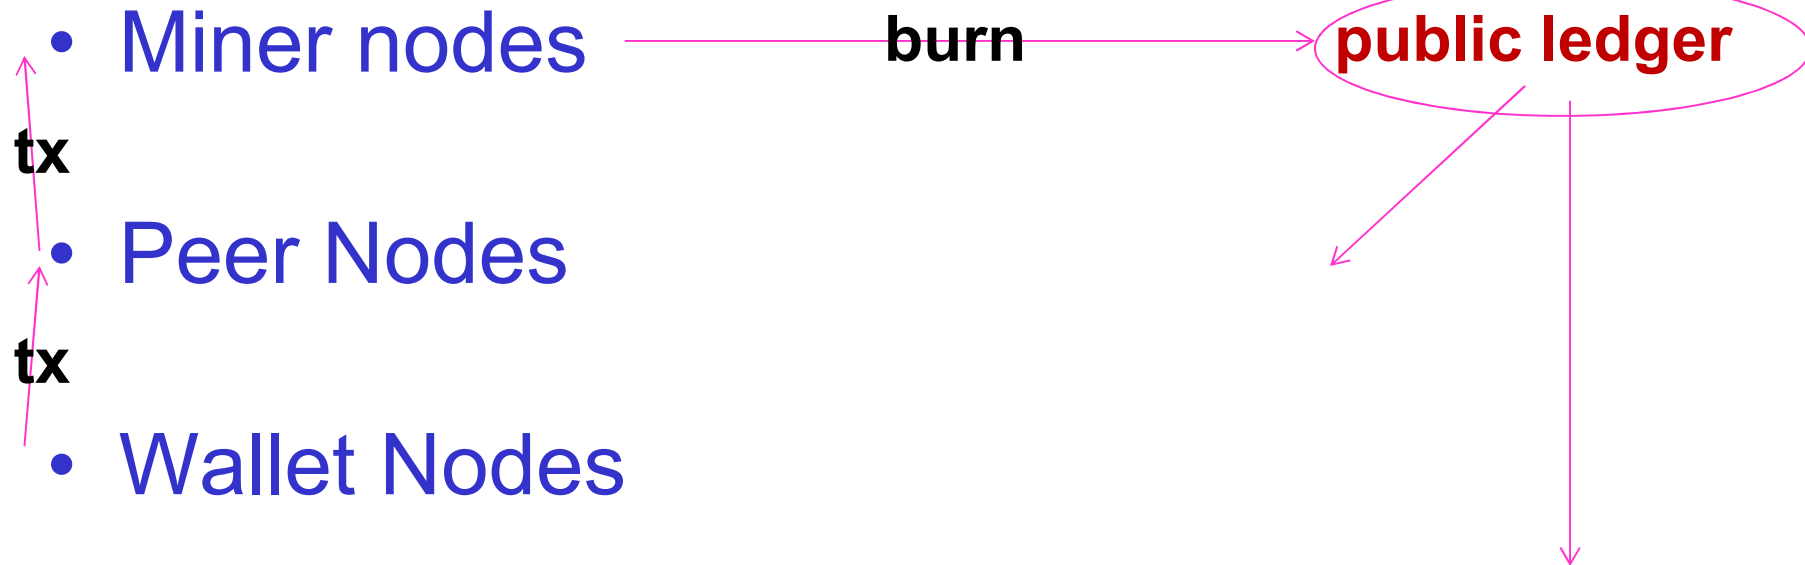 • Miner nodes burn public ledger
tx
• Peer Nodes
tx
• Wallet Nodes